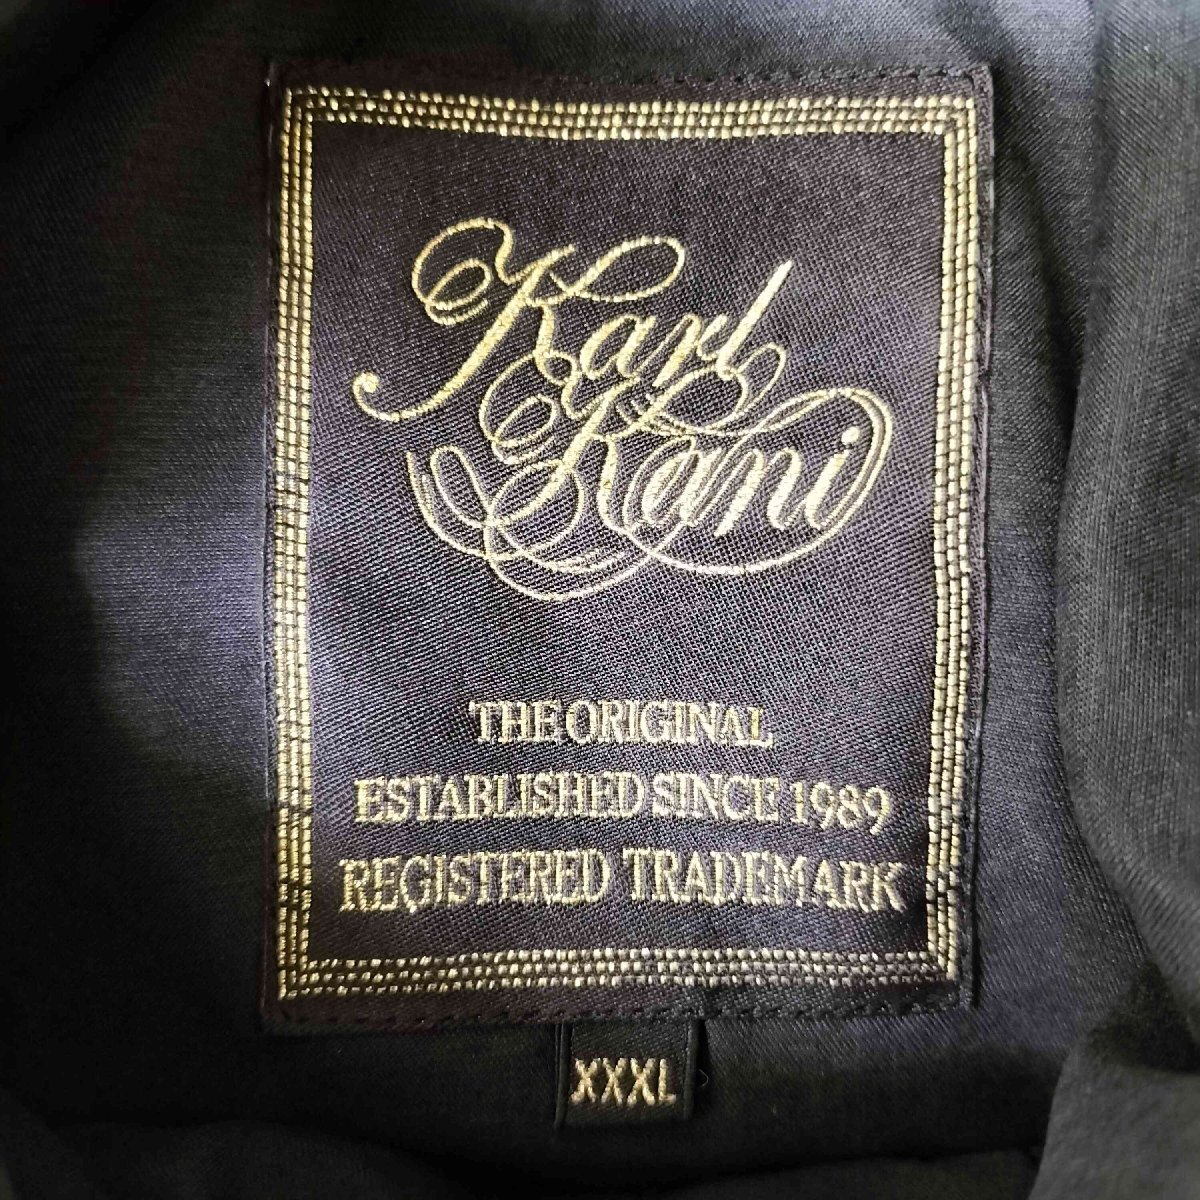 Karl
Kani
THE ORIGINAL
ESTABLISHED SINCE 1989
REGISTERED TRADEMARK
XXXL